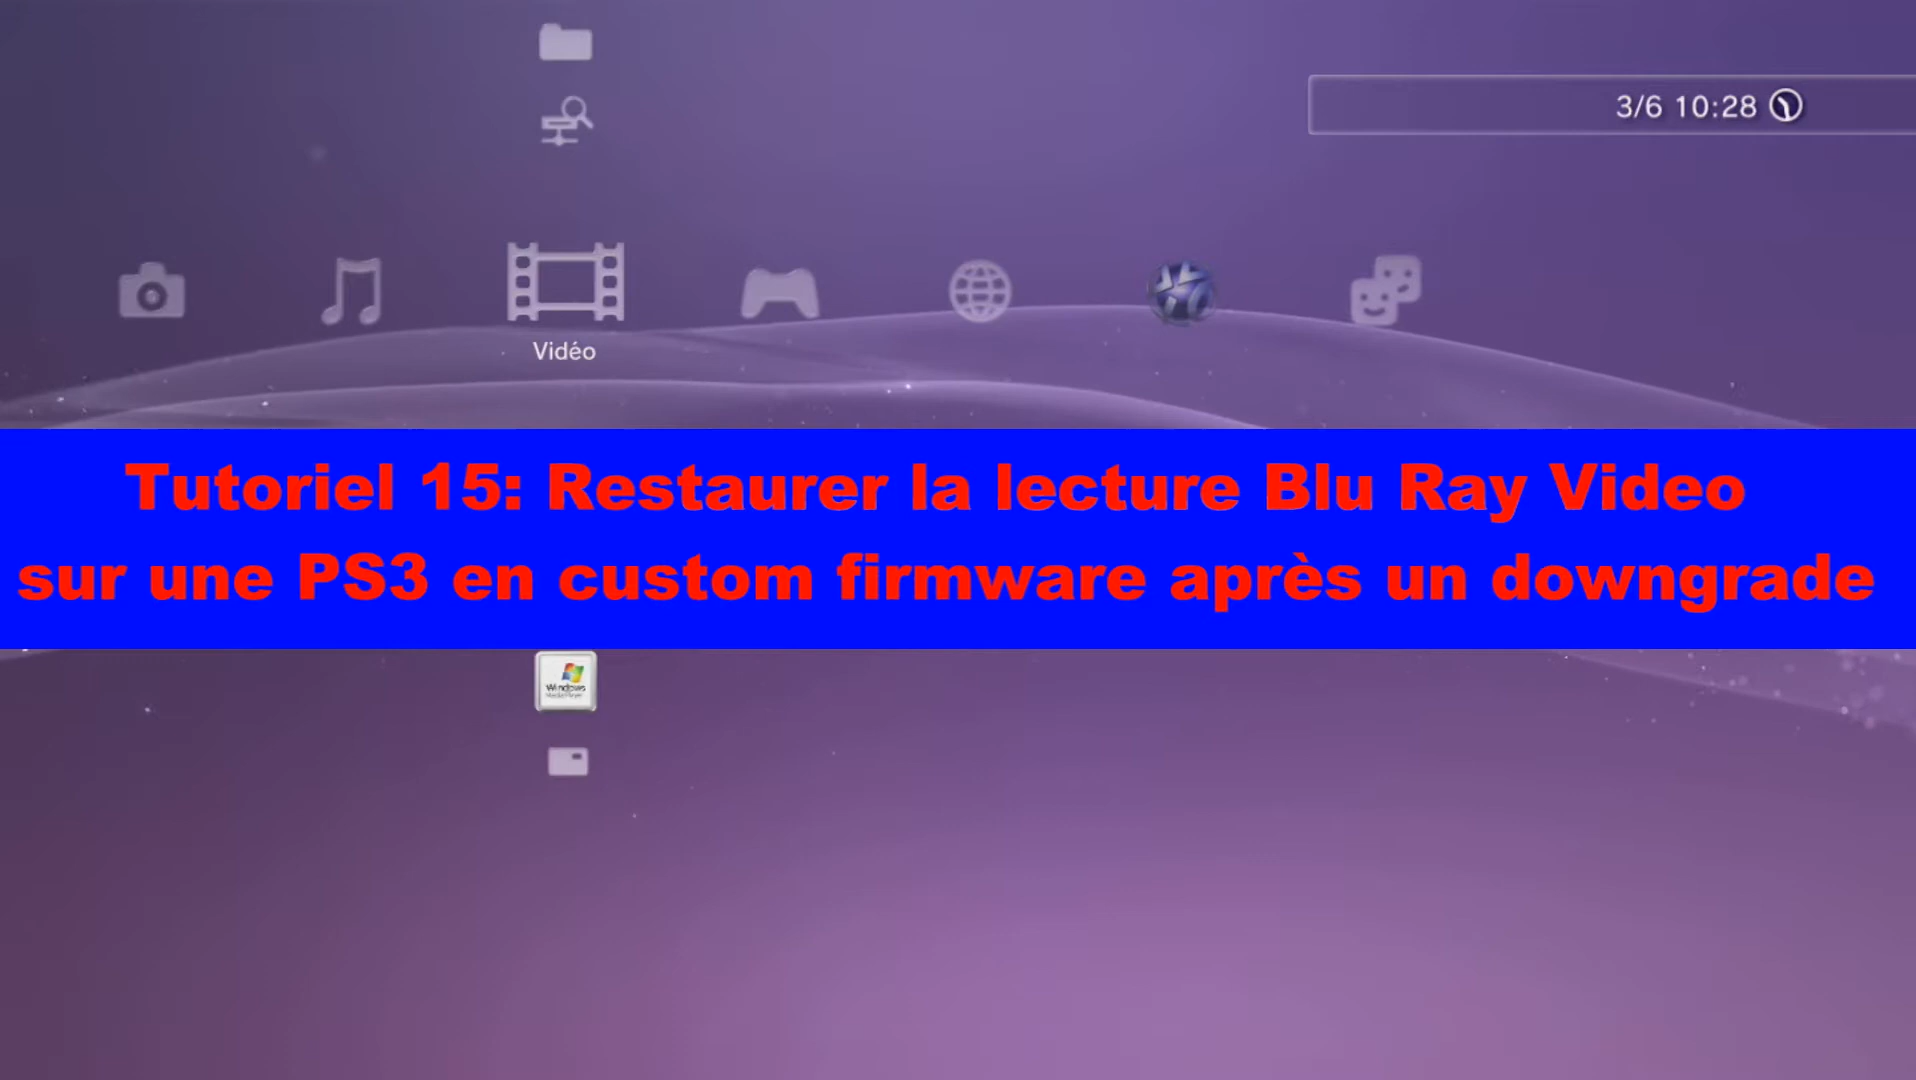 3/6 10:28
Vidéo
Tutoriel 15: Restaurer la lecture Blu Ray Video
sur une PS3 en custom firmware après un downgrade
Windows